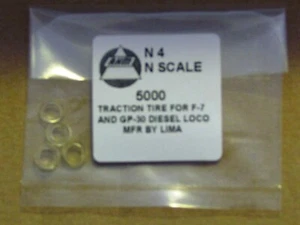 N 4
N SCALE
5000
TRACTION TIRE FOR F-7
AND GP-30 DIESEL LOCO
MFR BY LIMA